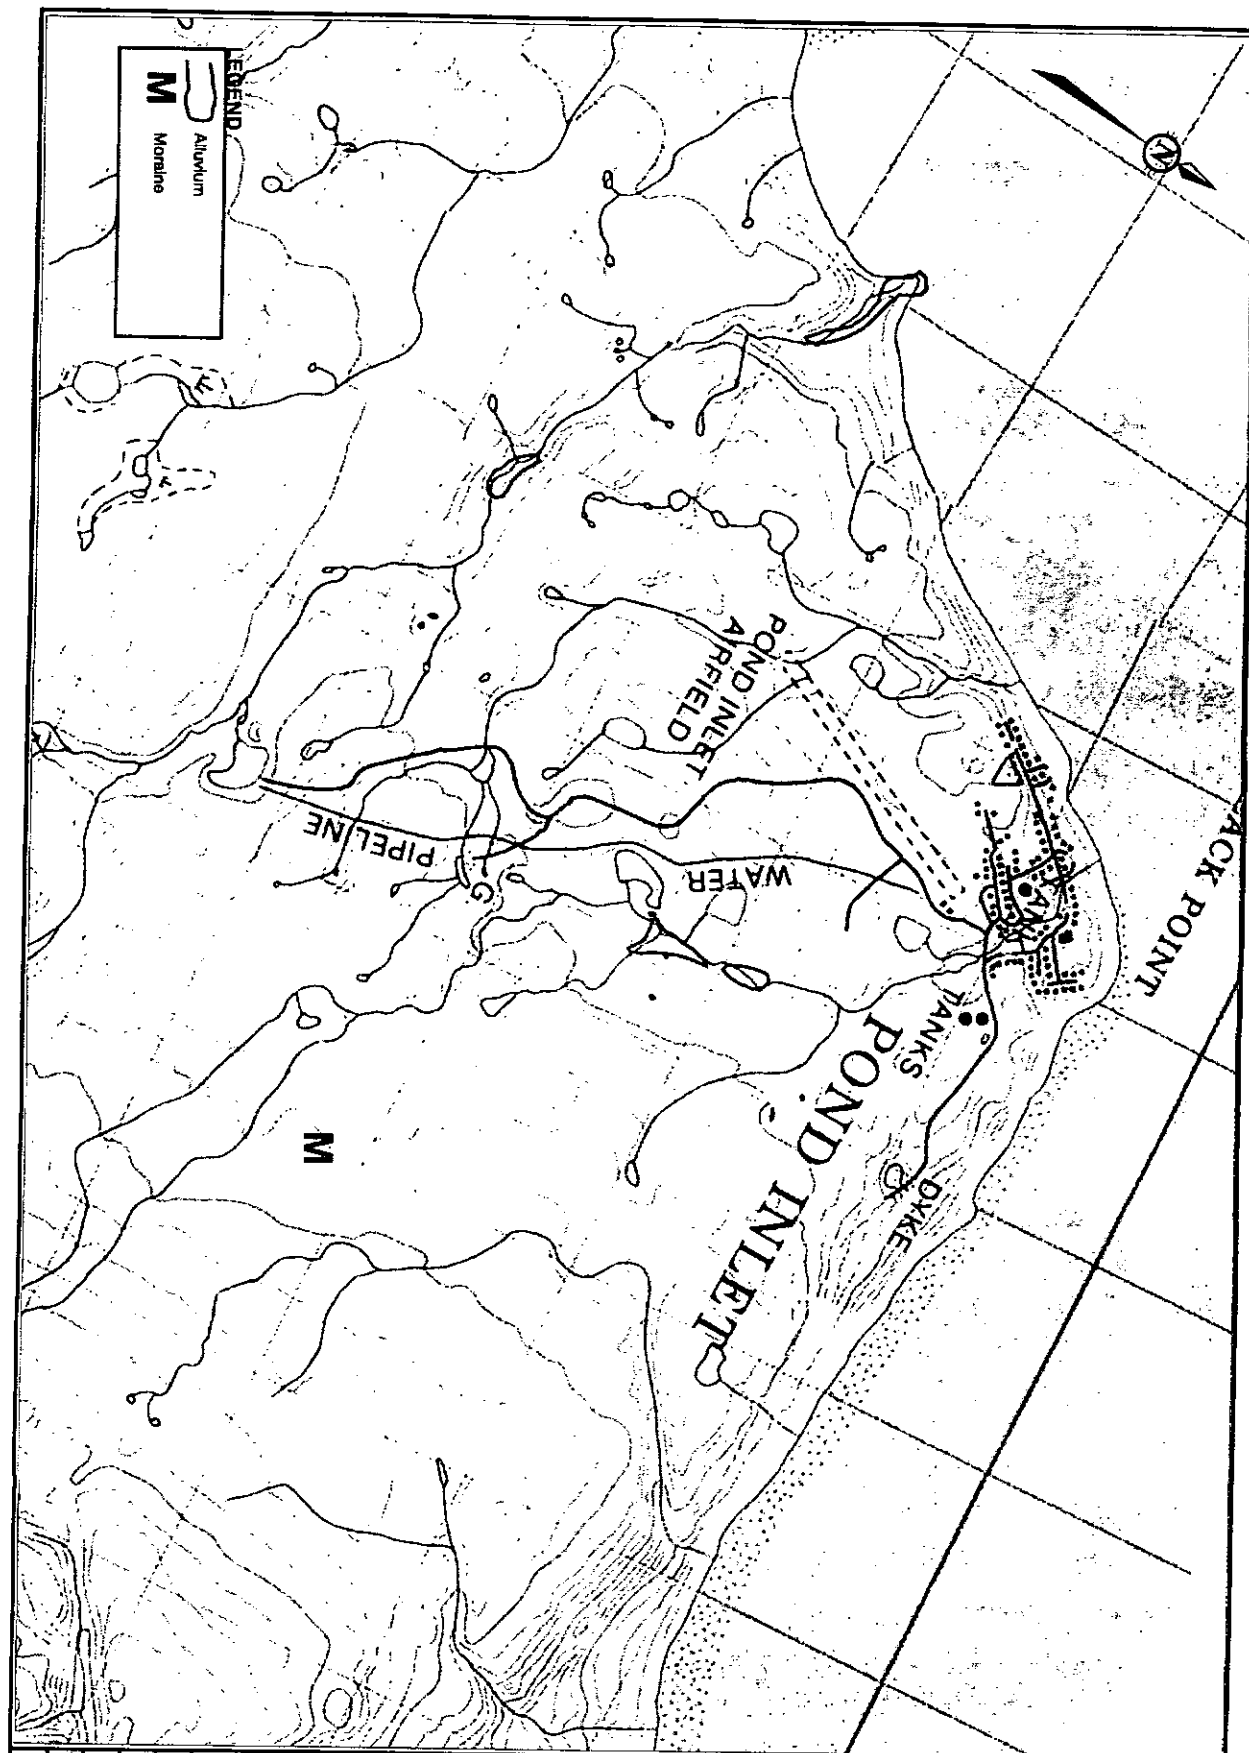 LEGEND
Alluvium
M Moraine
N
POND INLET
AIRFIELD
PIPELINE
WATER
G
ACK POINT
TANKS
POND INLET
DYKE
M